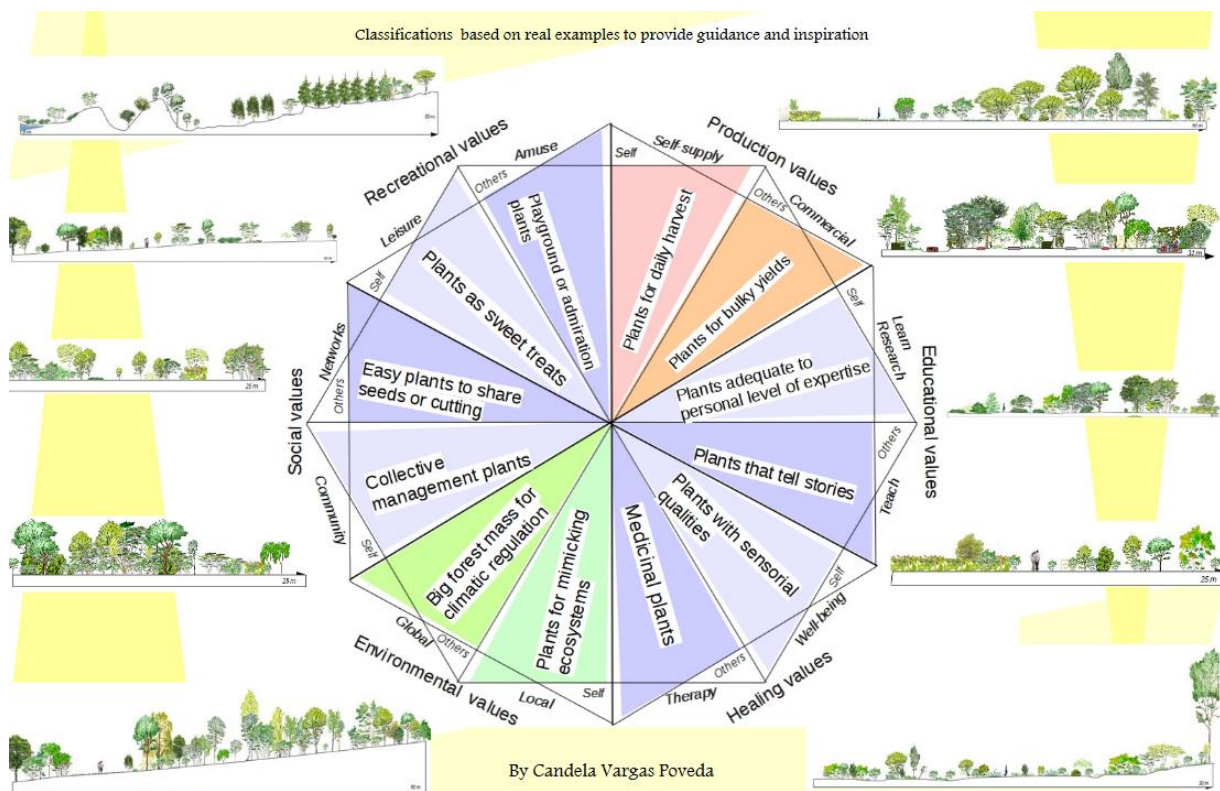 Classifications based on real examples to provide guidance and inspiration
Recreational values
Amuse
Others
Leisure
Self
Playground or admiration
plants
Plants as sweet treats
Production values
Self
Self-supply
Others
Commercial
Plants for daily harvest
Plants for bulky yields
Educational values
Self
Learn
Research
Others
Teach
Plants adequate to
personal level of expertise
Plants that tell stories
Healing values
Self
Well-being
Others
Therapy
Plants with sensorial
qualities
Medicinal plants
Environmental values
Self
Local
Others
Global
Plants for mimicking
ecosystems
Big forest mass for
climatic regulation
Social values
Self
Community
Others
Networks
Collective
management plants
Easy plants to share
seeds or cutting
31 m
25 m
25 m
25 m
By Candela Vargas Poveda